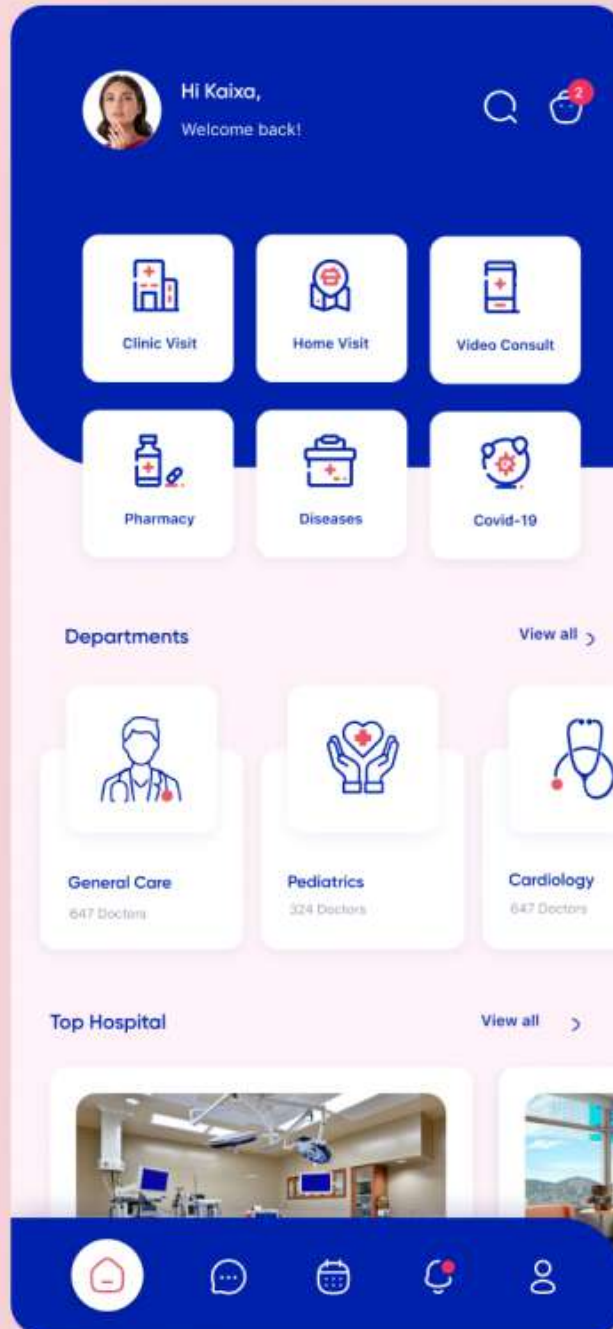 Hi Kaixa,
Welcome back!
2
Clinic Visit
Home Visit
Video Consult
Pharmacy
Diseases
Covid-19
Departments
View all
General Care
647 Doctors
Pediatrics
324 Doctors
Cardiology
647 Doctors
Top Hospital
View all